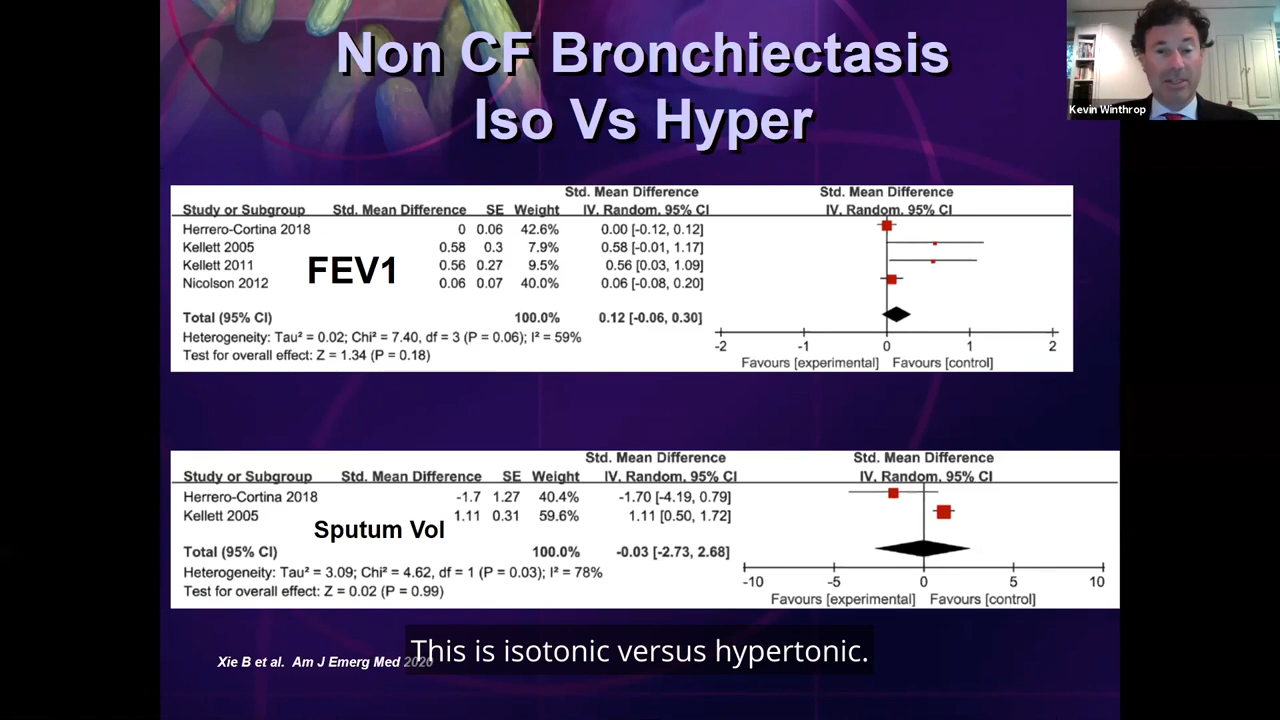 Non CF Bronchiectasis
Iso Vs Hyper
Kevin Winthrop
Std. Mean Difference Std. Mean Difference
Study or Subgroup Std. Mean Difference SE Weight IV, Random, 95% CI IV, Random, 95% CI
Herrero-Cortina 2018 0 0.06 42.6% 0.00 [-0.12, 0.12]
Kellett 2005 0.58 0.3 7.9% 0.58 [-0.01, 1.17]
Kellett 2011 0.56 0.27 9.5% 0.56 [0.03, 1.09]
Nicolson 2012 0.06 0.07 40.0% 0.06 [-0.08, 0.20]
FEV1
Total (95% CI) 100.0% 0.12 [-0.06, 0.30]
Heterogeneity: Tau² = 0.02; Chi² = 7.40, df = 3 (P = 0.06); I² = 59%
Test for overall effect: Z = 1.34 (P = 0.18)
-2 -1 0 1 2
Favours [experimental] Favours [control]
Std. Mean Difference Std. Mean Difference
Study or Subgroup Std. Mean Difference SE Weight IV, Random, 95% CI IV, Random, 95% CI
Herrero-Cortina 2018 -1.7 1.27 40.4% -1.70 [-4.19, 0.79]
Kellett 2005 1.11 0.31 59.6% 1.11 [0.50, 1.72]
Sputum Vol
Total (95% CI) 100.0% -0.03 [-2.73, 2.68]
Heterogeneity: Tau² = 3.09; Chi² = 4.62, df = 1 (P = 0.03); I² = 78%
Test for overall effect: Z = 0.02 (P = 0.99)
-10 -5 0 5 10
Favours [experimental] Favours [control]
Xie B et al. Am J Emerg Med 2020
This is isotonic versus hypertonic.